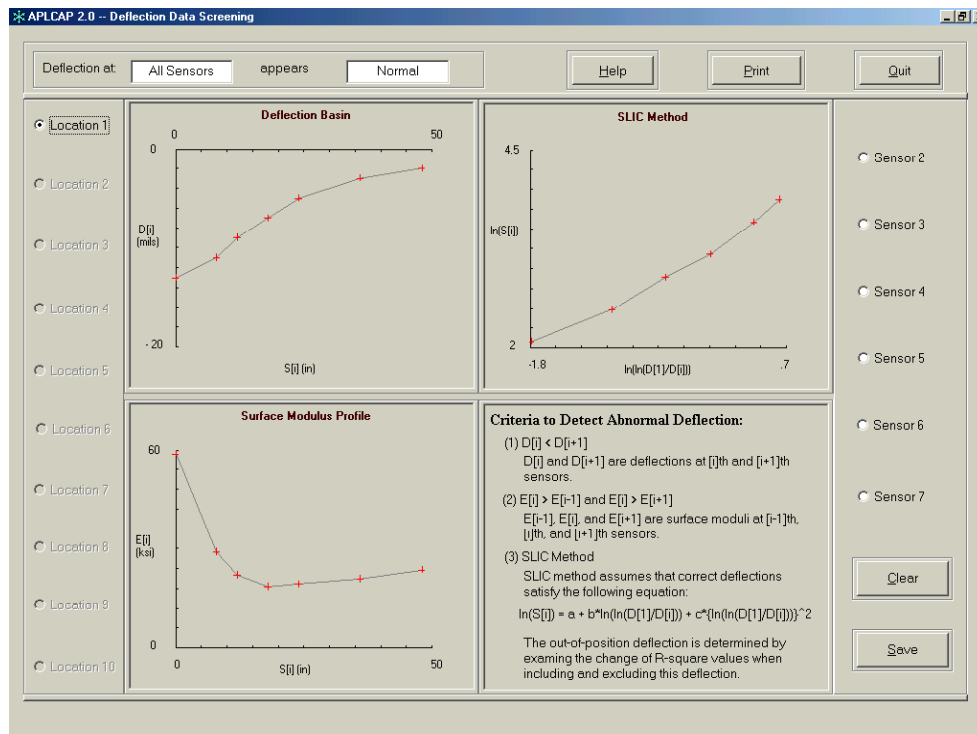 APLCAP 2.0 -- Deflection Data Screening
Deflection at: All Sensors appears Normal
Help Print Quit
Location 1
Location 2
Location 3
Location 4
Location 5
Location 6
Location 7
Location 8
Location 9
Location 10
Deflection Basin
0 50
0
D[i]
(mils)
- 20
S[i] (in)
SLIC Method
4.5
ln(S[i])
2
-1.8 ln(ln(D[1]/D[i])) .7
Surface Modulus Profile
60
E[i]
(ksi)
0
0 50
S[i] (in)
Criteria to Detect Abnormal Deflection:
(1) D[i] < D[i+1]
D[i] and D[i+1] are deflections at [i]th and [i+1]th
sensors.
(2) E[i] > E[i-1] and E[i] > E[i+1]
E[i-1], E[i], and E[i+1] are surface moduli at [i-1]th,
[i]th, and [i+1]th sensors.
(3) SLIC Method
SLIC method assumes that correct deflections
satisfy the following equation:
ln(S[i]) = a + b*ln(ln(D[1]/D[i])) + c*{ln(ln(D[1]/D[i]))}^2
The out-of-position deflection is determined by
examing the change of R-square values when
including and excluding this deflection.
Sensor 2
Sensor 3
Sensor 4
Sensor 5
Sensor 6
Sensor 7
Clear
Save